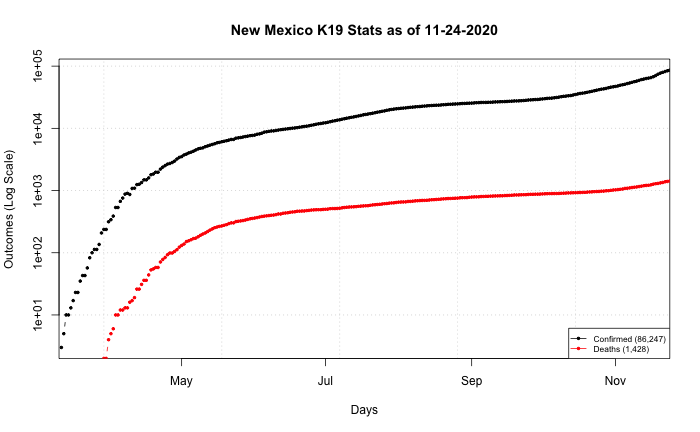 New Mexico K19 Stats as of 11-24-2020
Outcomes (Log Scale)
1e+05
1e+04
1e+03
1e+02
1e+01
May
Jul
Sep
Nov
Days
Confirmed (86,247)
Deaths (1,428)